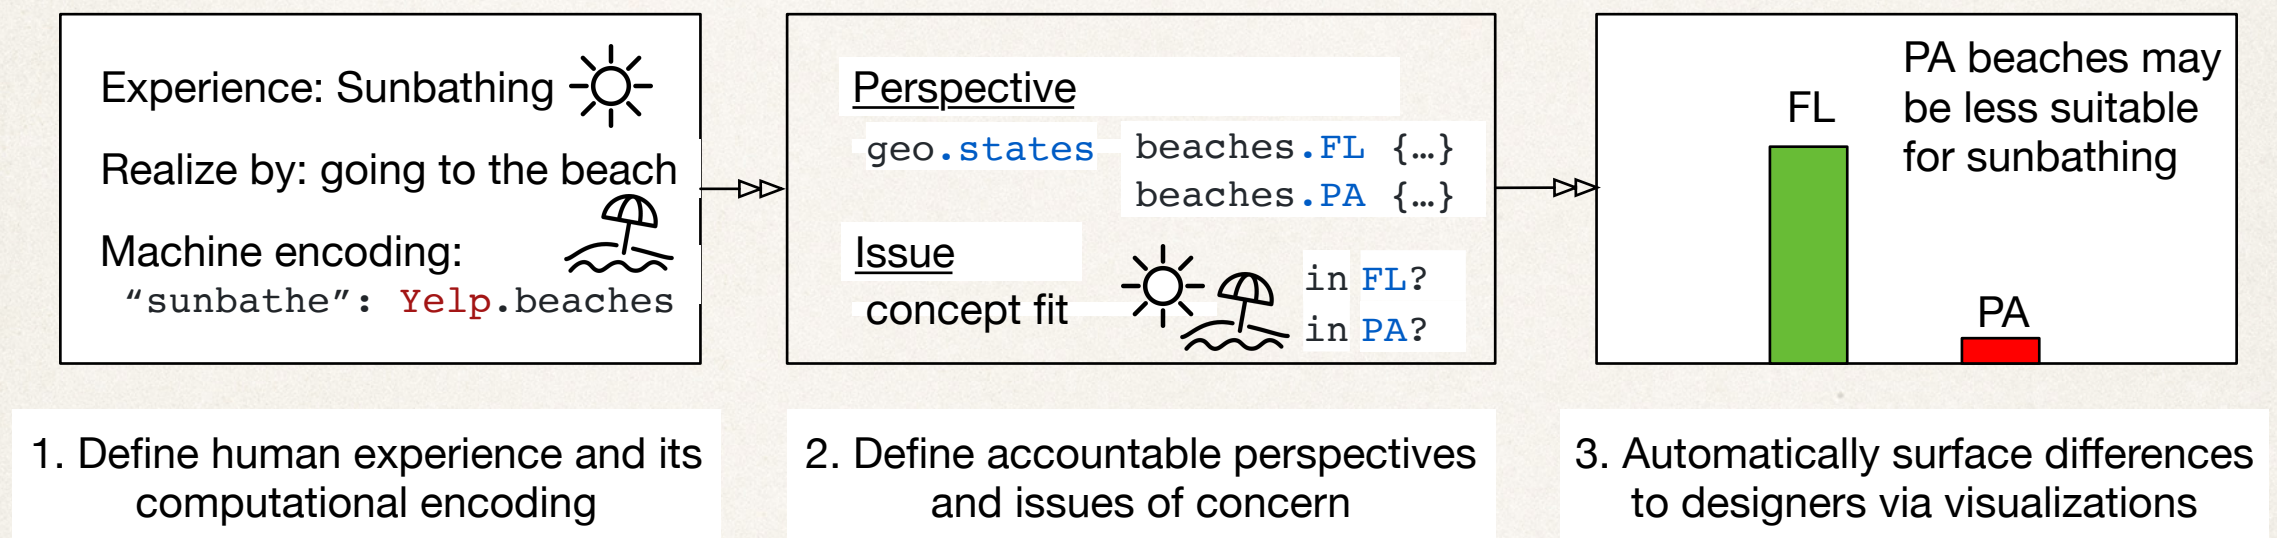 Experience: Sunbathing
Realize by: going to the beach
Machine encoding:
“sunbathe”: Yelp.beaches
1. Define human experience and its
computational encoding
Perspective
geo.states beaches.FL {…}
beaches.PA {…}
Issue
concept fit
in FL?
in PA?
2. Define accountable perspectives
and issues of concern
PA beaches may
be less suitable
for sunbathing
FL
PA
3. Automatically surface differences
to designers via visualizations